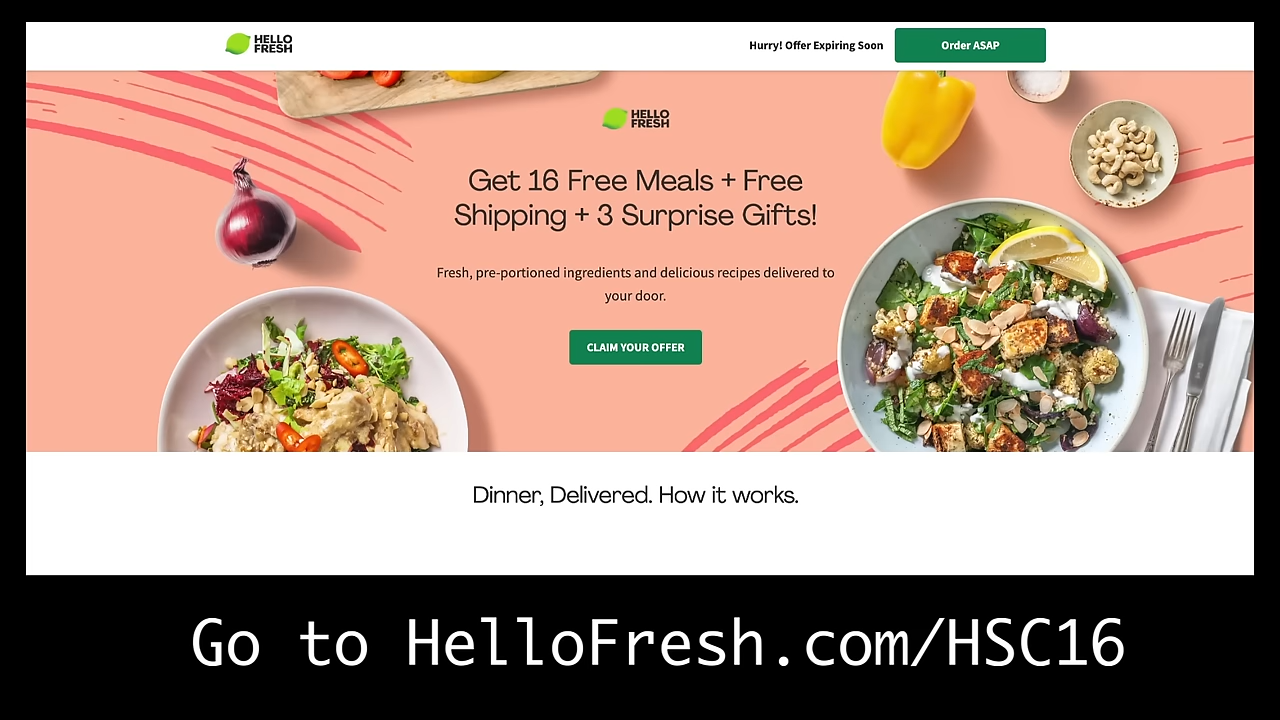 HELLO
FRESH
Hurry! Offer Expiring Soon
Order ASAP
HELLO
FRESH
Get 16 Free Meals + Free
Shipping + 3 Surprise Gifts!
Fresh, pre-portioned ingredients and delicious recipes delivered to
your door.
CLAIM YOUR OFFER
Dinner, Delivered. How it works.
Go to HelloFresh.com/HSC16